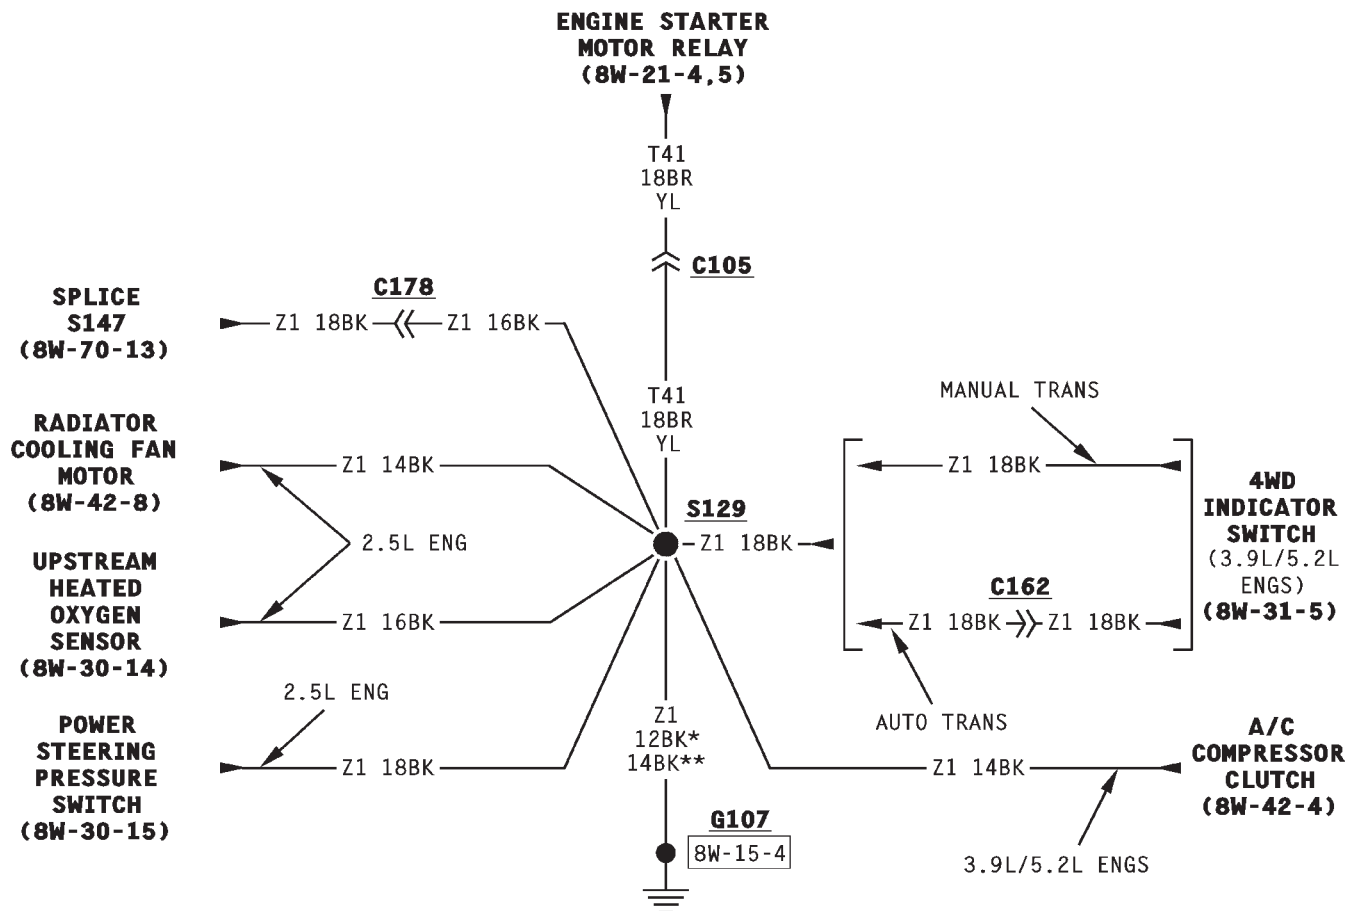 ENGINE STARTER
MOTOR RELAY
(8W-21-4,5)
T41
18BR
YL
C105
SPLICE
S147
(8W-70-13)
Z1 18BK
C178
Z1 16BK
T41
18BR
YL
MANUAL TRANS
RADIATOR
COOLING FAN
MOTOR
(8W-42-8)
Z1 14BK
Z1 18BK
4WD
INDICATOR
SWITCH
(3.9L/5.2L
ENGS)
(8W-31-5)
S129
Z1 18BK
2.5L ENG
UPSTREAM
HEATED
OXYGEN
SENSOR
(8W-30-14)
Z1 16BK
C162
Z1 18BK
Z1 18BK
AUTO TRANS
2.5L ENG
POWER
STEERING
PRESSURE
SWITCH
(8W-30-15)
Z1 18BK
Z1
12BK*
14BK**
Z1 14BK
A/C
COMPRESSOR
CLUTCH
(8W-42-4)
G107
8W-15-4
3.9L/5.2L ENGS